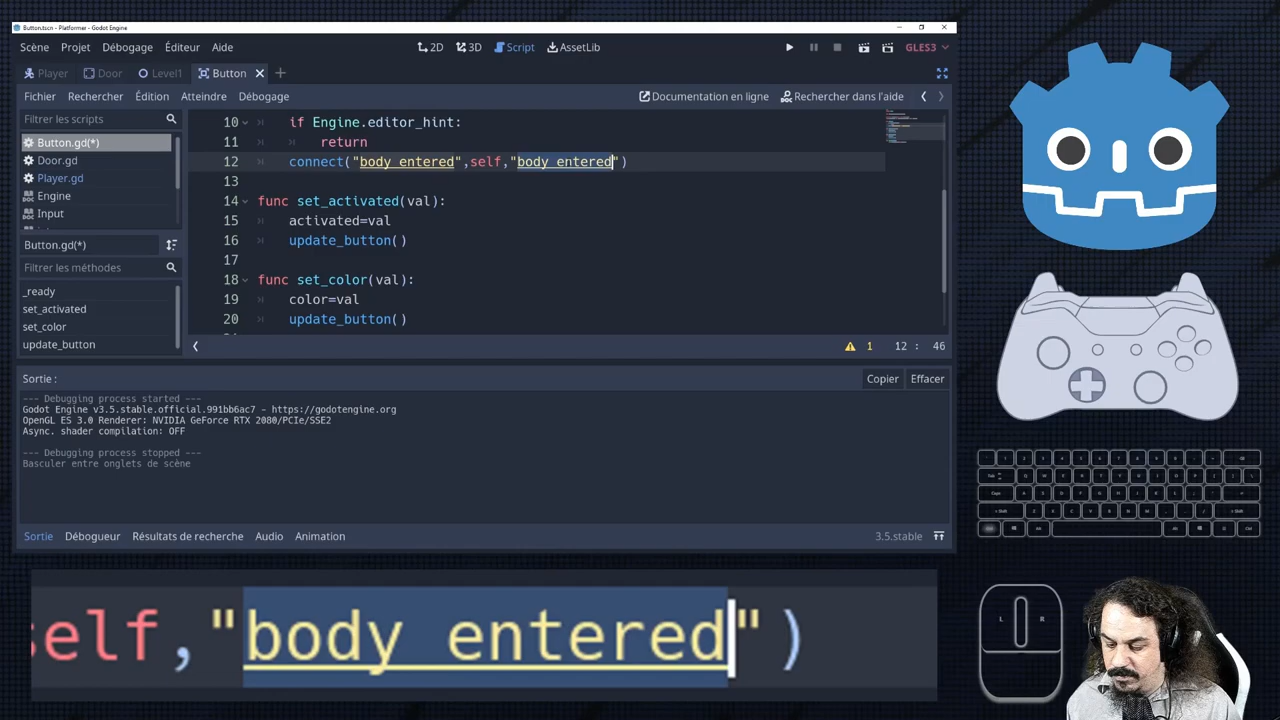 Button.tscn - Platformer - Godot Engine
Scène Projet Débogage Éditeur Aide
2D 3D Script AssetLib
GLES3
Player Door Level1 Button
Fichier Rechercher Édition Atteindre Débogage
Documentation en ligne Rechercher dans l'aide
Filtrer les scripts
Button.gd(*)
Door.gd
Player.gd
Engine
Input
Button.gd(*)
Filtrer les méthodes
_ready
set_activated
set_color
update_button
10 if Engine.editor_hint:
11 return
12 connect("body_entered",self,"body_entered")
13
14 func set_activated(val):
15 activated=val
16 update_button()
17
18 func set_color(val):
19 color=val
20 update_button()
1 12 : 46
Sortie : Copier Effacer
--- Debugging process started ---
Godot Engine v3.5.stable.official.991bb6ac7 - https://godotengine.org
OpenGL ES 3.0 Renderer: NVIDIA GeForce RTX 2080/PCIe/SSE2
Async. shader compilation: OFF
--- Debugging process stopped ---
Basculer entre onglets de scène
Sortie Débogueur Résultats de recherche Audio Animation 3.5.stable
self,"body_entered")
L R